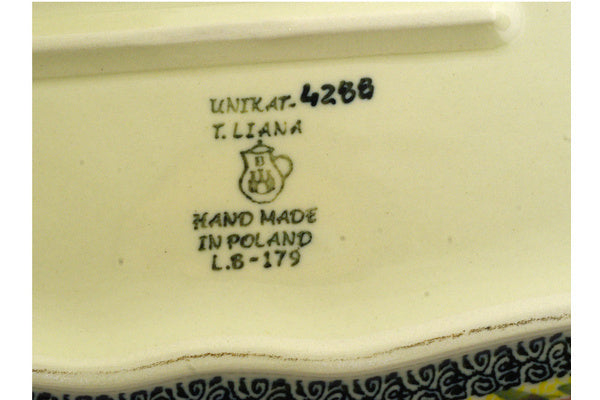 UNIKAT-4288
T. LIANA
B
HAND MADE
IN POLAND
L.B-179